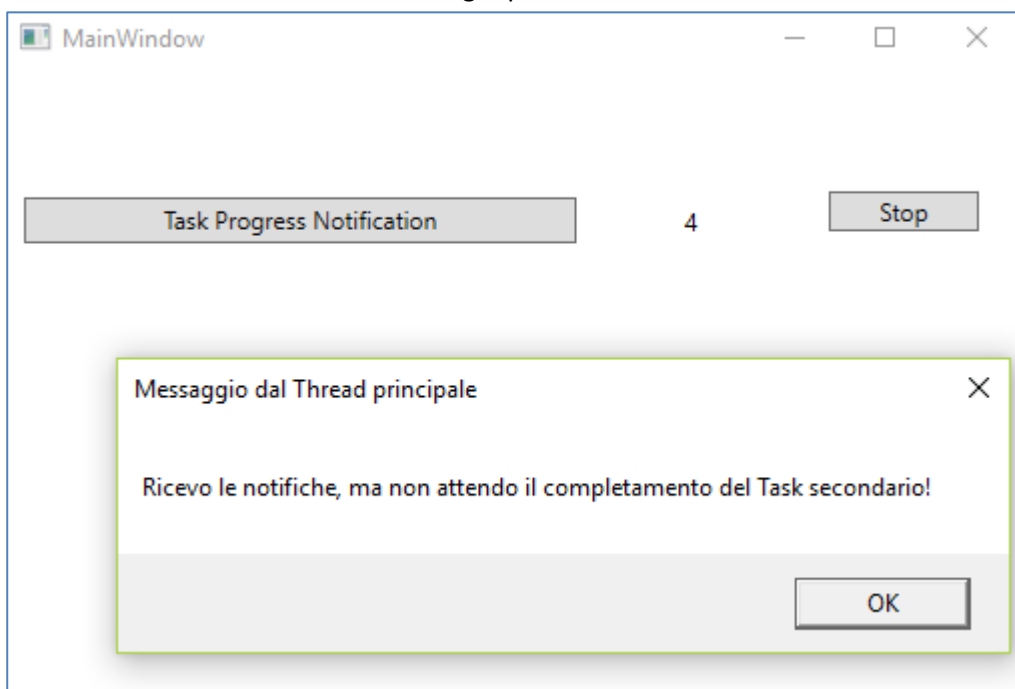 MainWindow
Task Progress Notification 4 Stop
Messaggio dal Thread principale
Ricevo le notifiche, ma non attendo il completamento del Task secondario!
OK